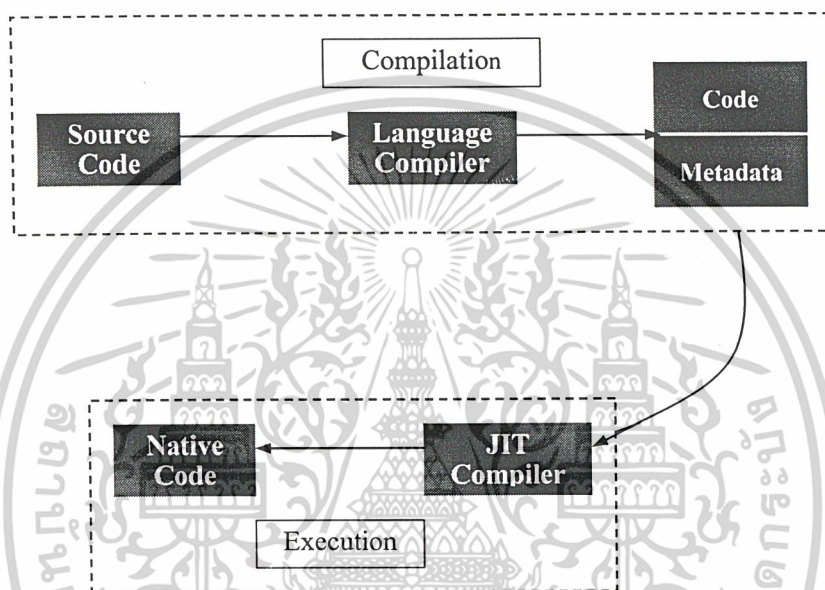 Compilation
Source
Code
Language
Compiler
Code
Metadata
Native
Code
JIT
Compiler
Execution